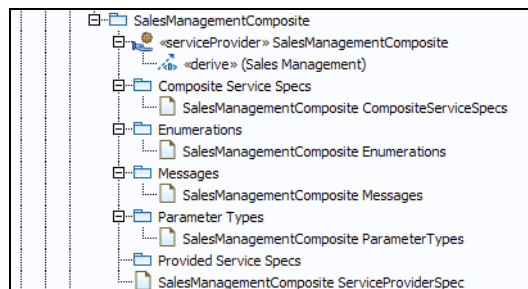 SalesManagementComposite
«serviceProvider» SalesManagementComposite
«derive» (Sales Management)
Composite Service Specs
SalesManagementComposite CompositeServiceSpecs
Enumerations
SalesManagementComposite Enumerations
Messages
SalesManagementComposite Messages
Parameter Types
SalesManagementComposite ParameterTypes
Provided Service Specs
SalesManagementComposite ServiceProviderSpec